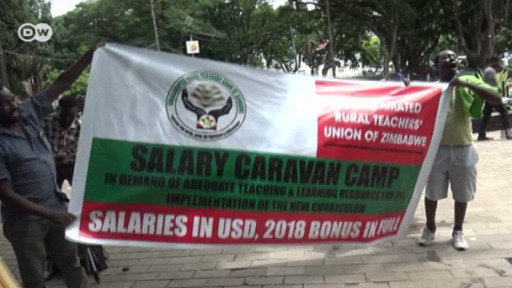 DW
AMALGAMATED
RURAL TEACHERS'
UNION OF ZIMBABWE
SALARY CARAVAN CAMP
IN DEMAND OF ADEQUATE TEACHING & LEARNING RESOURCE FOR THE
IMPLEMENTATION OF THE NEW CURRICULUM
SALARIES IN USD, 2018 BONUS IN FULL